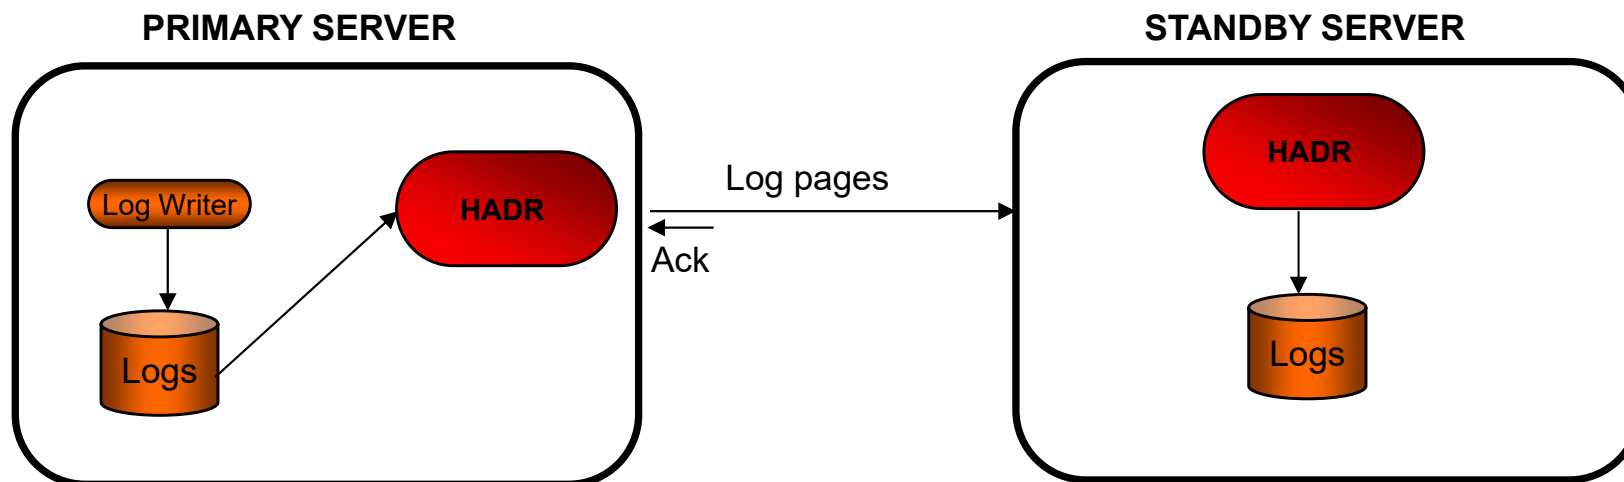 PRIMARY SERVER
STANDBY SERVER
Log Writer
HADR
Logs
Log pages
Ack
HADR
Logs